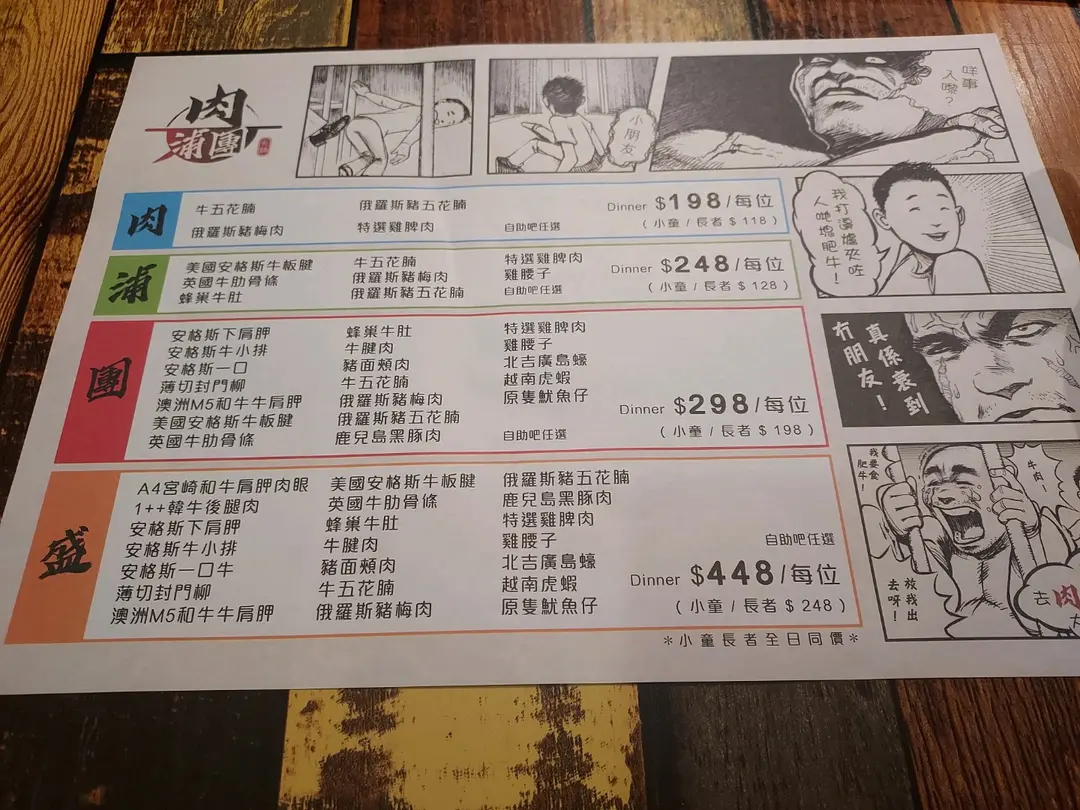 肉
浦團
小朋友
咩事
入嚟?
肉
牛五花腩
俄羅斯豬五花腩
俄羅斯豬梅肉
特選雞脾肉
自助吧任選
Dinner $198/每位
( 小童 / 長者 $ 118 )
我打邊爐夾咗
人哋塊肥牛!
浦
美國安格斯牛板腱
牛五花腩
特選雞脾肉
英國牛肋骨條
俄羅斯豬梅肉
雞腰子
蜂巢牛肚
俄羅斯豬五花腩
自助吧任選
Dinner $248/每位
( 小童 / 長者 $ 128 )
團
安格斯下肩胛
蜂巢牛肚
特選雞脾肉
安格斯牛小排
牛腱肉
雞腰子
安格斯一口
豬面頰肉
北吉廣島蠔
薄切封門柳
牛五花腩
越南虎蝦
澳洲M5和牛牛肩胛
俄羅斯豬梅肉
原隻魷魚仔
美國安格斯牛板腱
俄羅斯豬五花腩
英國牛肋骨條
鹿兒島黑豚肉
自助吧任選
Dinner $298/每位
( 小童 / 長者 $ 198 )
真係衰到
冇朋友!
盛
A4宮崎和牛肩胛肉眼
美國安格斯牛板腱
俄羅斯豬五花腩
1++韓牛後腿肉
英國牛肋骨條
鹿兒島黑豚肉
安格斯下肩胛
蜂巢牛肚
特選雞脾肉
安格斯牛小排
牛腱肉
雞腰子
安格斯一口牛
豬面頰肉
北吉廣島蠔
薄切封門柳
牛五花腩
越南虎蝦
澳洲M5和牛牛肩胛
俄羅斯豬梅肉
原隻魷魚仔
自助吧任選
Dinner $448/每位
( 小童 / 長者 $ 248 )
*小童長者全日同價*
我要食
肥牛!
牛肉!
放我出
去呀!
去肉